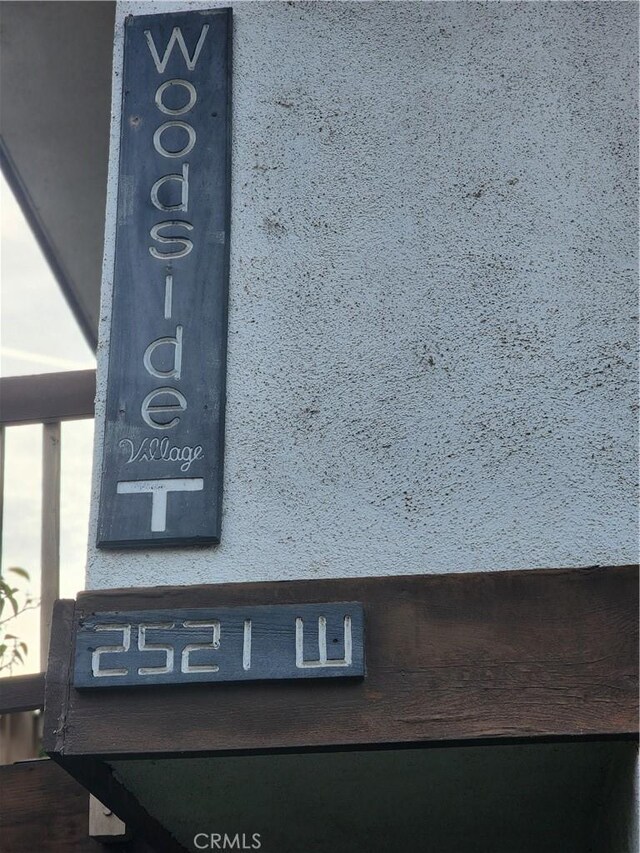 Woodside
Village
T
2521 W
CRMLS